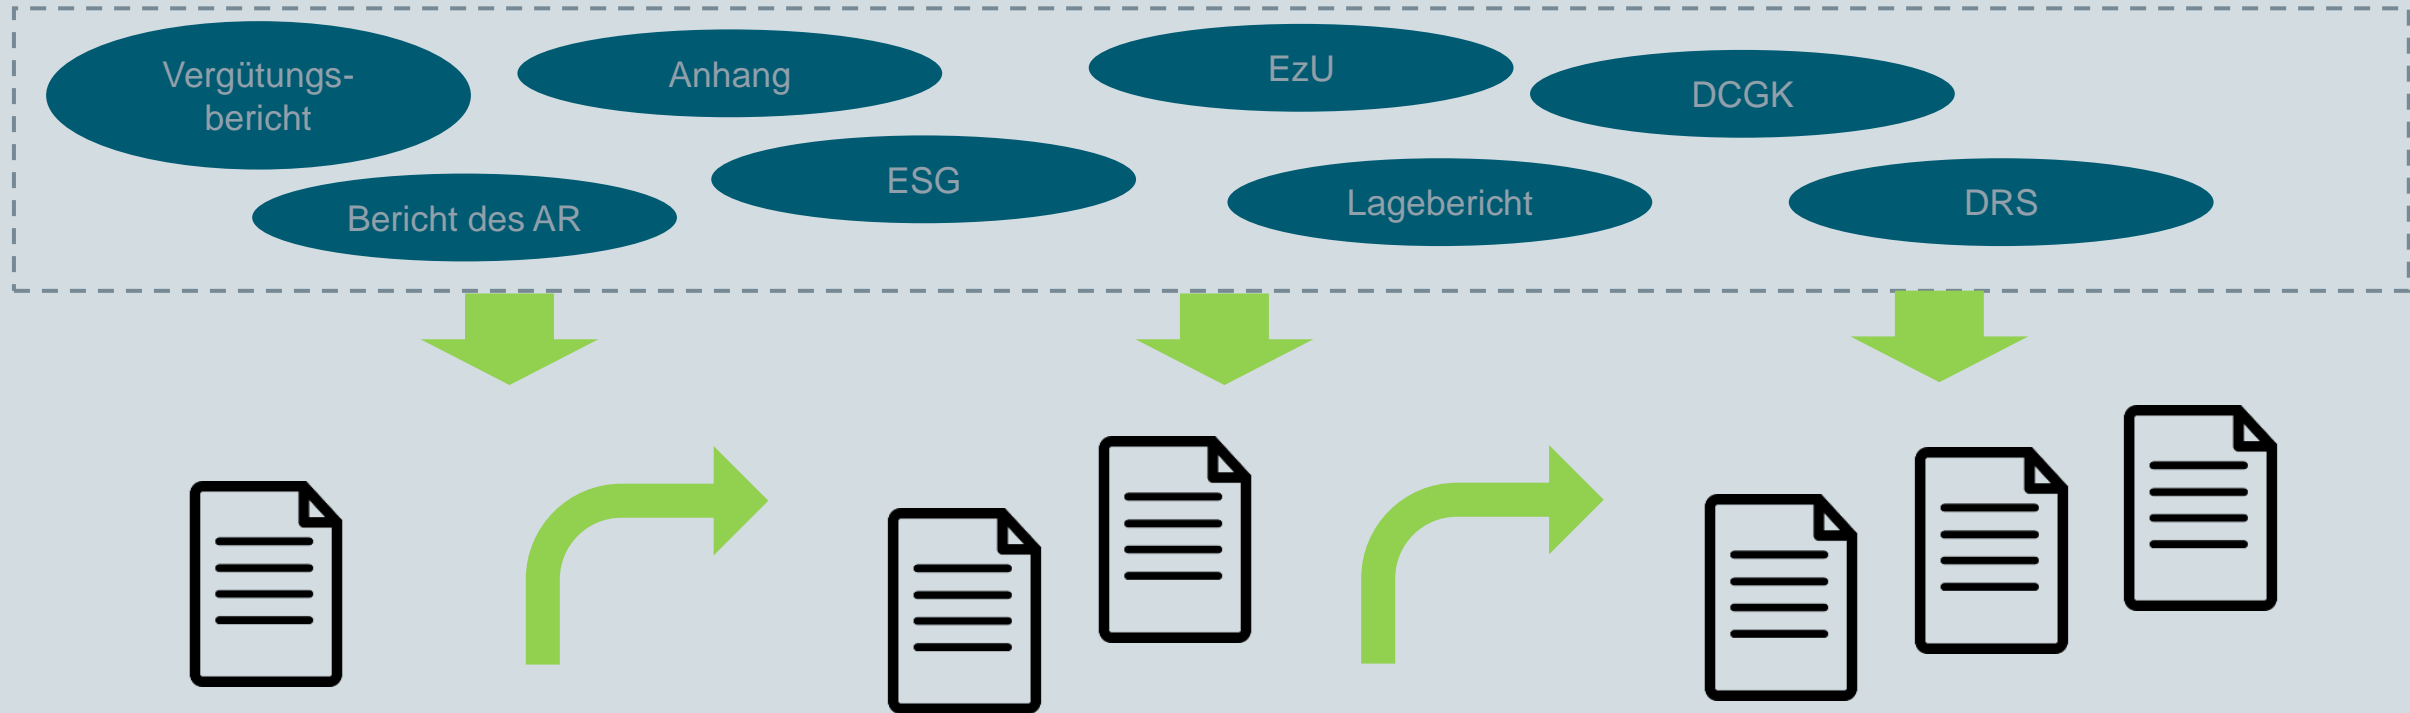 Vergütungs-
bericht
Anhang
EzU
DCGK
Bericht des AR
ESG
Lagebericht
DRS